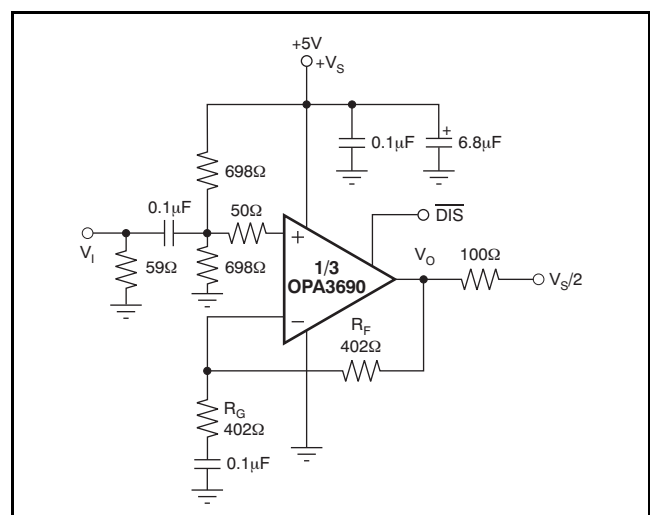 +5V
+V_S
0.1μF
6.8μF
+
698Ω
0.1μF
50Ω
DIS
V_I
59Ω
698Ω
+
1/3
OPA3690
−
V_O
100Ω
V_S/2
R_F
402Ω
R_G
402Ω
0.1μF